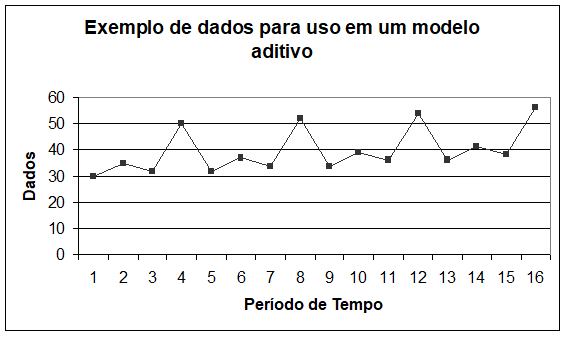 Exemplo de dados para uso em um modelo
aditivo
60
50
40
30
20
10
0
Dados
1 2 3 4 5 6 7 8 9 10 11 12 13 14 15 16
Período de Tempo